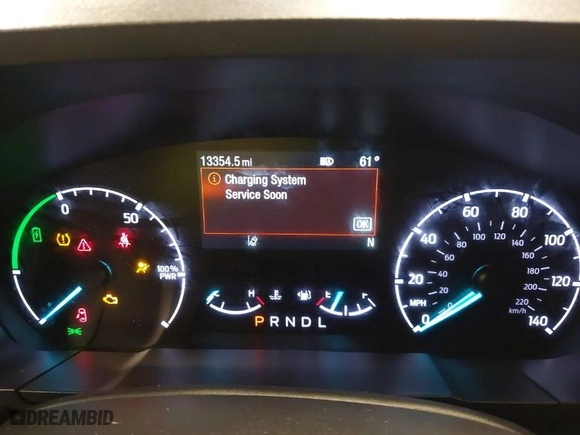 13354.5 mi 61°
Charging System
Service Soon
OK
N
0 50 100%
PWR
C H E F
P R N D L
0 20 40 60 80 100 120 140
MPH
0 20 40 60 80 100 120 140 160 180 200 220
km/h
DREAMBID